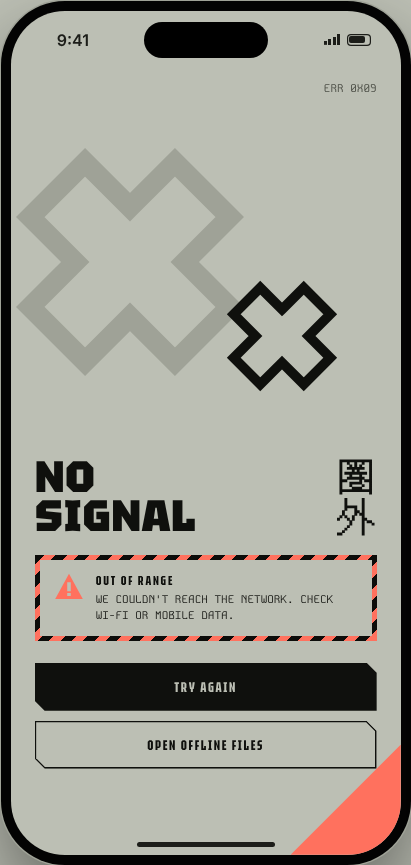 9:41
ERR 0X09
NO
SIGNAL
圏外
OUT OF RANGE
WE COULDN'T REACH THE NETWORK. CHECK
WI-FI OR MOBILE DATA.
TRY AGAIN
OPEN OFFLINE FILES